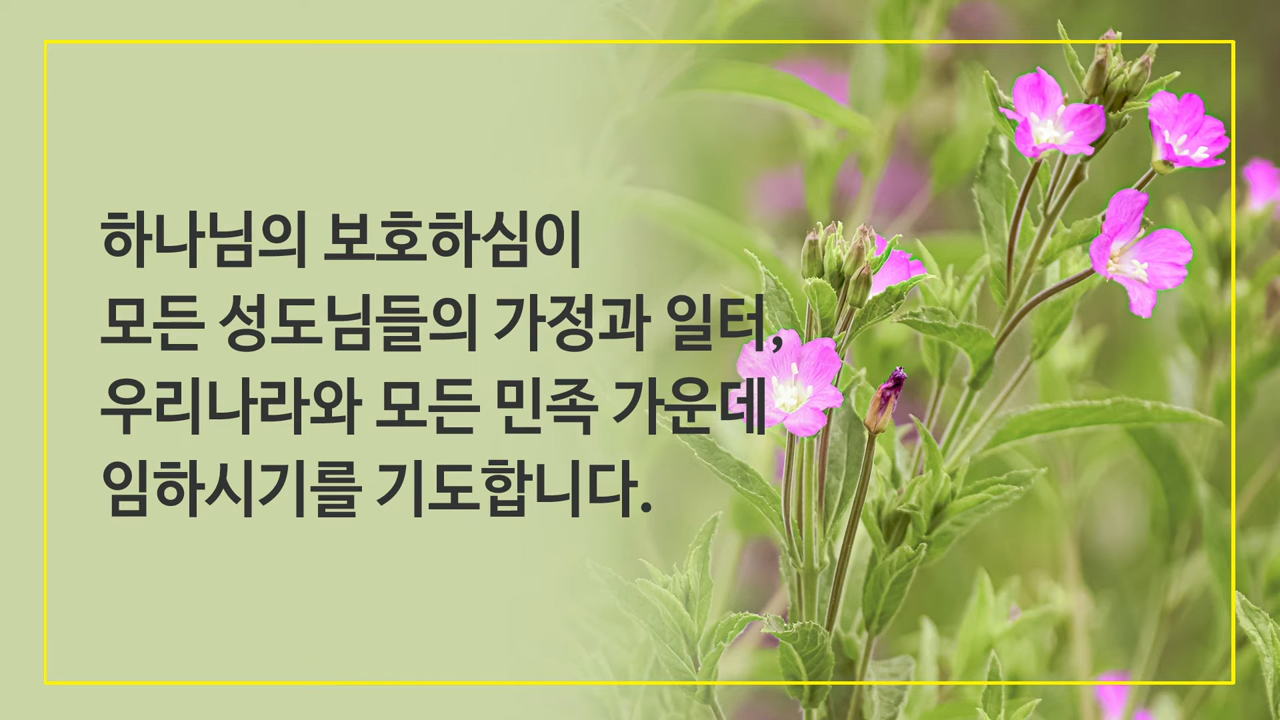 하나님의 보호하심이
모든 성도님들의 가정과 일터,
우리나라와 모든 민족 가운데
임하시기를 기도합니다.